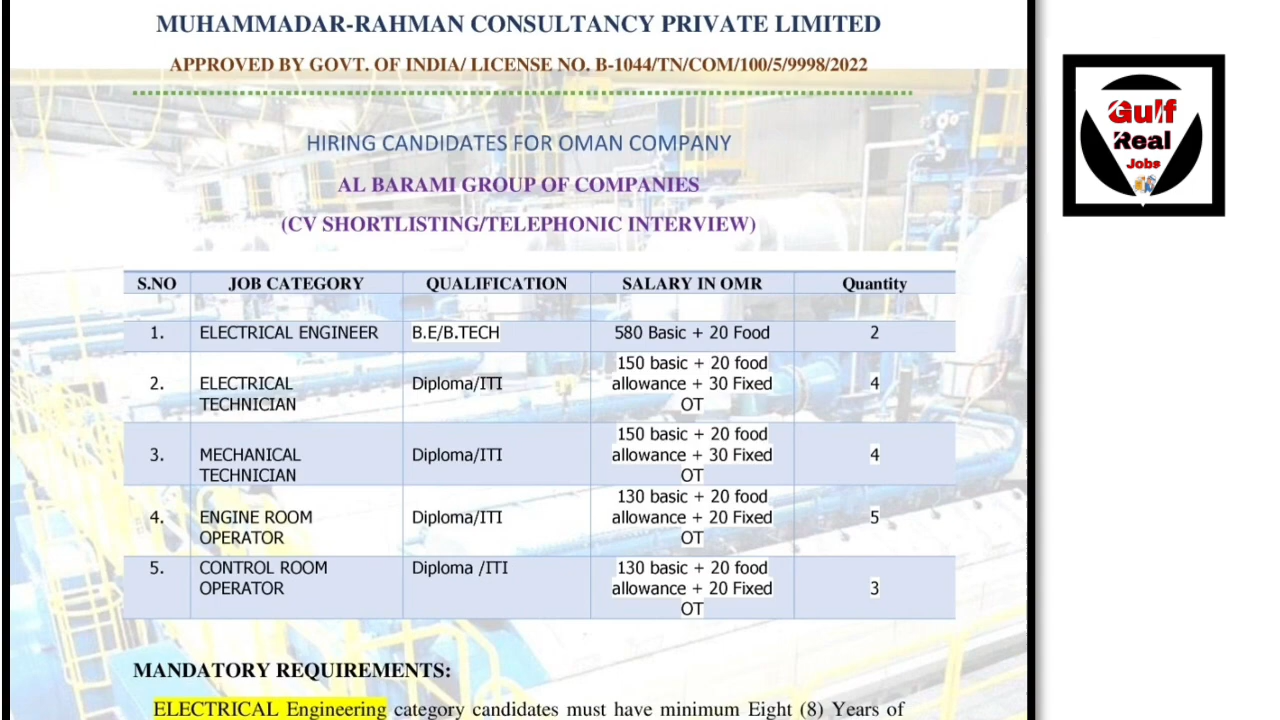 MUHAMMADAR-RAHMAN CONSULTANCY PRIVATE LIMITED
APPROVED BY GOVT. OF INDIA/ LICENSE NO. B-1044/TN/COM/100/5/9998/2022
HIRING CANDIDATES FOR OMAN COMPANY
AL BARAMI GROUP OF COMPANIES
(CV SHORTLISTING/TELEPHONIC INTERVIEW)
Gulf
Real
Jobs
S.NO JOB CATEGORY QUALIFICATION SALARY IN OMR Quantity
1. ELECTRICAL ENGINEER B.E/B.TECH 580 Basic + 20 Food 2
150 basic + 20 food
2. ELECTRICAL Diploma/ITI allowance + 30 Fixed 4
TECHNICIAN OT
150 basic + 20 food
3. MECHANICAL Diploma/ITI allowance + 30 Fixed 4
TECHNICIAN OT
130 basic + 20 food
4. ENGINE ROOM Diploma/ITI allowance + 20 Fixed 5
OPERATOR OT
5. CONTROL ROOM Diploma /ITI 130 basic + 20 food
OPERATOR allowance + 20 Fixed 3
OT
MANDATORY REQUIREMENTS:
ELECTRICAL Engineering category candidates must have minimum Eight (8) Years of